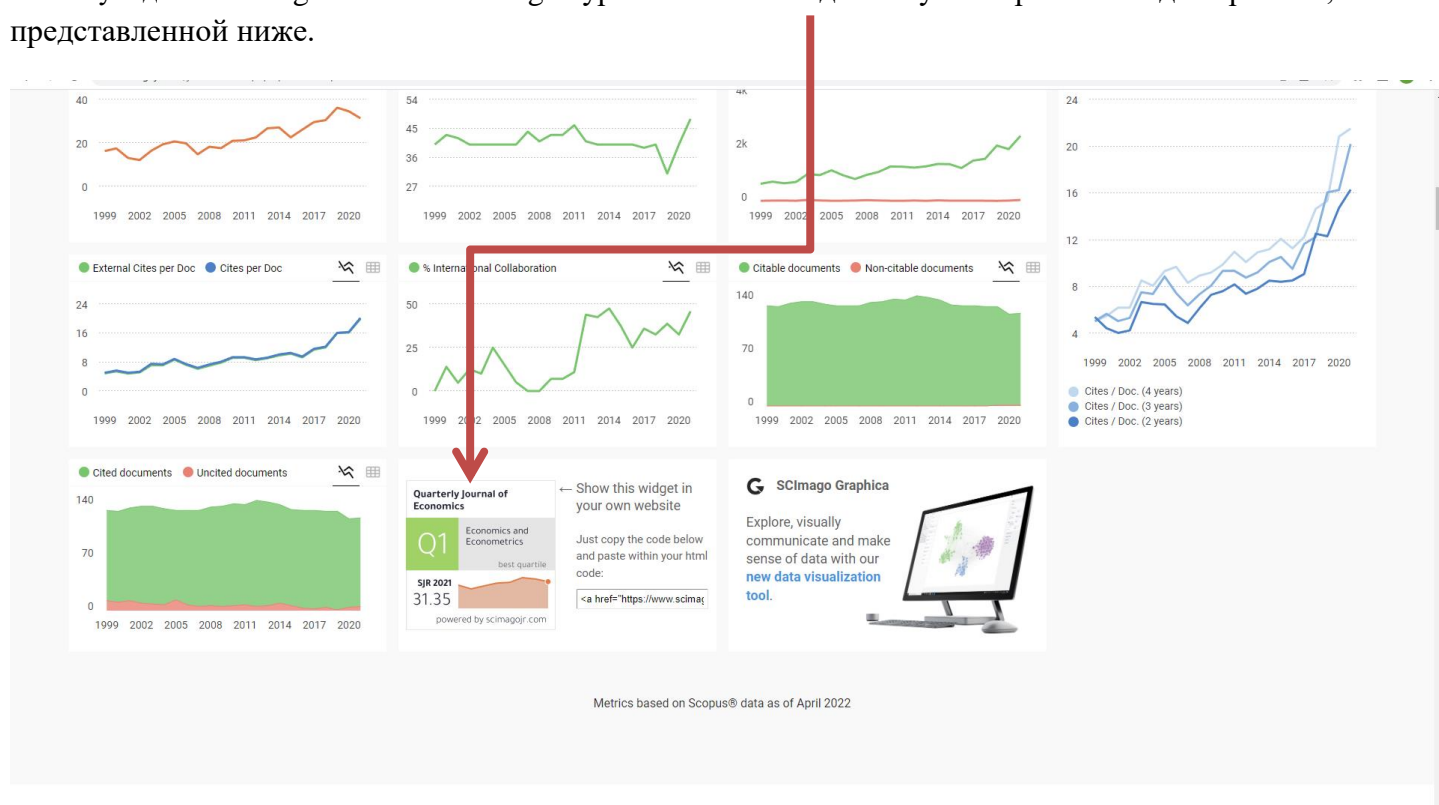 представленной ниже.
40
20
0
1999 2002 2005 2008 2011 2014 2017 2020
54
45
36
27
1999 2002 2005 2008 2011 2014 2017 2020
4K
2k
0
1999 2002 2005 2008 2011 2014 2017 2020
24
20
16
12
8
4
1999 2002 2005 2008 2011 2014 2017 2020
Cites / Doc. (4 years)
Cites / Doc. (3 years)
Cites / Doc. (2 years)
External Cites per Doc Cites per Doc
24
16
8
0
1999 2002 2005 2008 2011 2014 2017 2020
% International Collaboration
50
25
0
1999 2002 2005 2008 2011 2014 2017 2020
Citable documents Non-citable documents
140
70
0
1999 2002 2005 2008 2011 2014 2017 2020
Cited documents Uncited documents
140
70
0
1999 2002 2005 2008 2011 2014 2017 2020
Quarterly Journal of
Economics
Q1
Economics and
Econometrics
best quartile
SJR 2021
31.35
powered by scimagojr.com
← Show this widget in
your own website
Just copy the code below
and paste within your html
code:
<a href="https://www.scimag
SCImago Graphica
Explore, visually
communicate and make
sense of data with our
new data visualization
tool.
Metrics based on Scopus® data as of April 2022